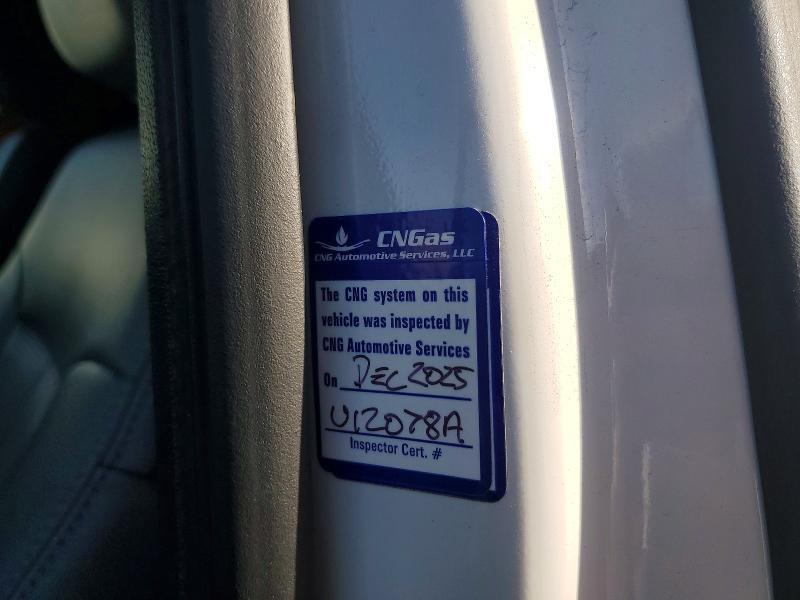 CNGas
CNG Automotive Services, LLC
The CNG system on this
vehicle was inspected by
CNG Automotive Services
On DEC 2025
U12078A
Inspector Cert. #